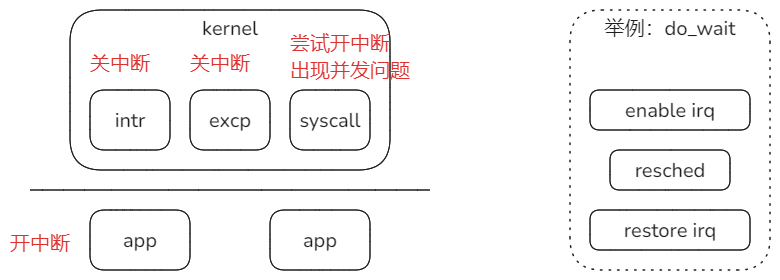 kernel
关中断
关中断
尝试开中断
出现并发问题
intr
excp
syscall
开中断
app
app
举例：do_wait
enable irq
resched
restore irq